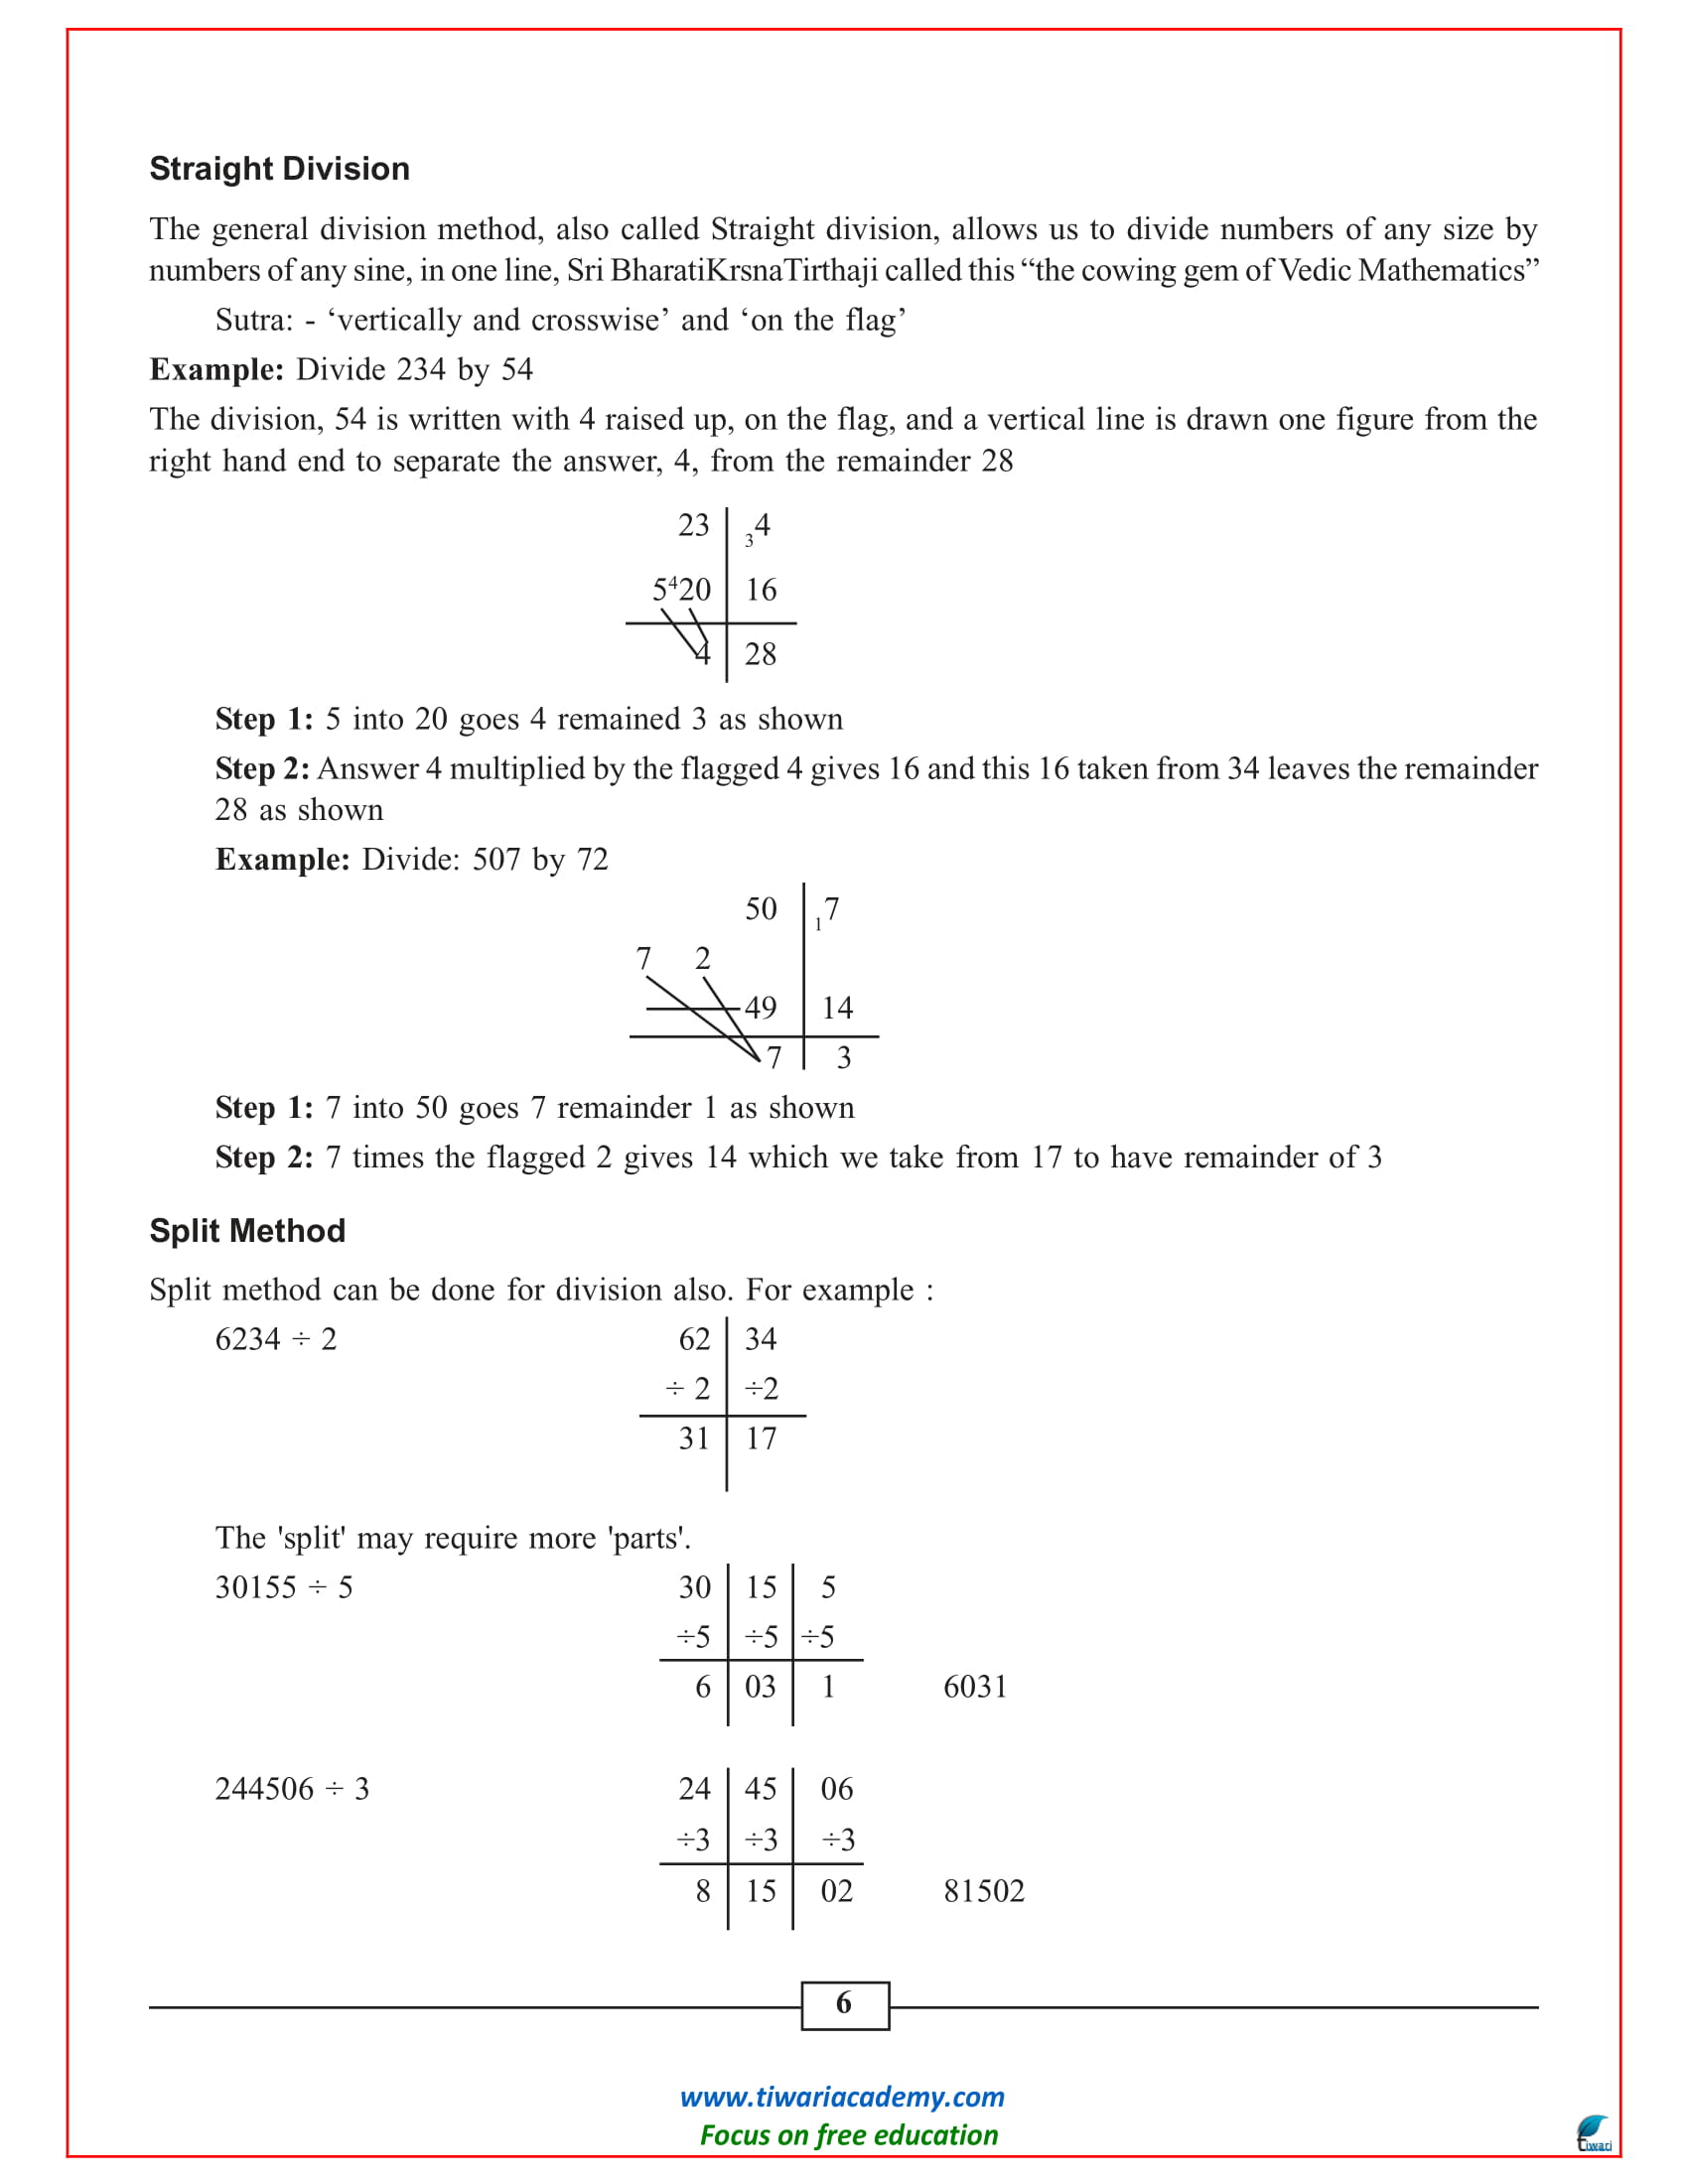 Straight Division
The general division method, also called Straight division, allows us to divide numbers of any size by
numbers of any sine, in one line, Sri BharatiKrsnaTirthaji called this “the cowing gem of Vedic Mathematics”
Sutra: - ‘vertically and crosswise’ and ‘on the flag’
Example: Divide 234 by 54
The division, 54 is written with 4 raised up, on the flag, and a vertical line is drawn one figure from the
right hand end to separate the answer, 4, from the remainder 28
23 ₃4
5⁴20 16
4 28
Step 1: 5 into 20 goes 4 remained 3 as shown
Step 2: Answer 4 multiplied by the flagged 4 gives 16 and this 16 taken from 34 leaves the remainder
28 as shown
Example: Divide: 507 by 72
50 ₁7
7 2
49 14
7 3
Step 1: 7 into 50 goes 7 remainder 1 as shown
Step 2: 7 times the flagged 2 gives 14 which we take from 17 to have remainder of 3
Split Method
Split method can be done for division also. For example :
6234 ÷ 2 62 34
÷ 2 ÷2
31 17
The 'split' may require more 'parts'.
30155 ÷ 5 30 15 5
÷5 ÷5 ÷5
6 03 1 6031
244506 ÷ 3 24 45 06
÷3 ÷3 ÷3
8 15 02 81502
6
www.tiwariacademy.com
Focus on free education
Tiwari